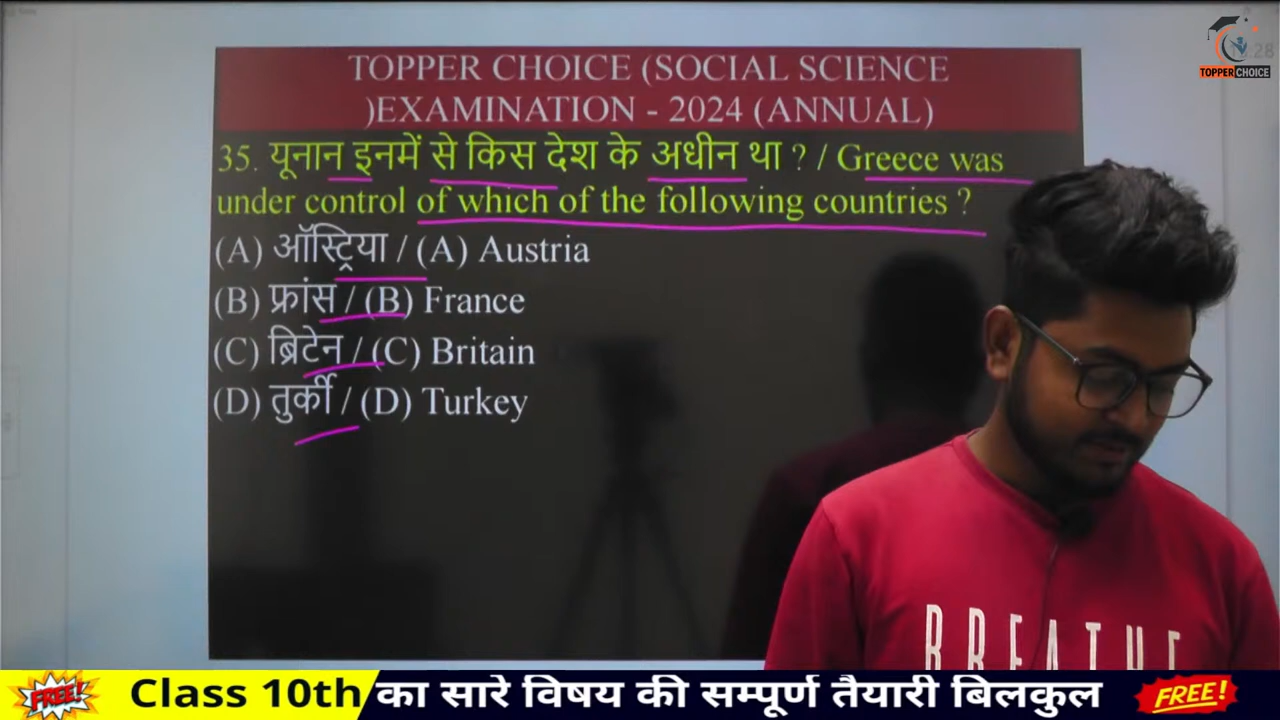 TOPPER CHOICE
TOPPER CHOICE (SOCIAL SCIENCE
)EXAMINATION - 2024 (ANNUAL)
35. यूनान इनमें से किस देश के अधीन था ? / Greece was
under control of which of the following countries ?
(A) ऑस्ट्रिया / (A) Austria
(B) फ्रांस / (B) France
(C) ब्रिटेन / (C) Britain
(D) तुर्की / (D) Turkey
BREATHE
FREE! Class 10th का सारे विषय की सम्पूर्ण तैयारी बिलकुल FREE!